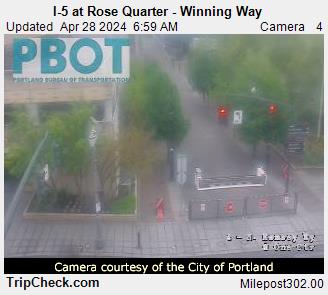 I-5 at Rose Quarter - Winning Way
Updated Apr 28 2024 6:59 AM Camera 4
PBOT
PORTLAND BUREAU OF TRANSPORTATION
Camera courtesy of the City of Portland
TripCheck.com Milepost302.00